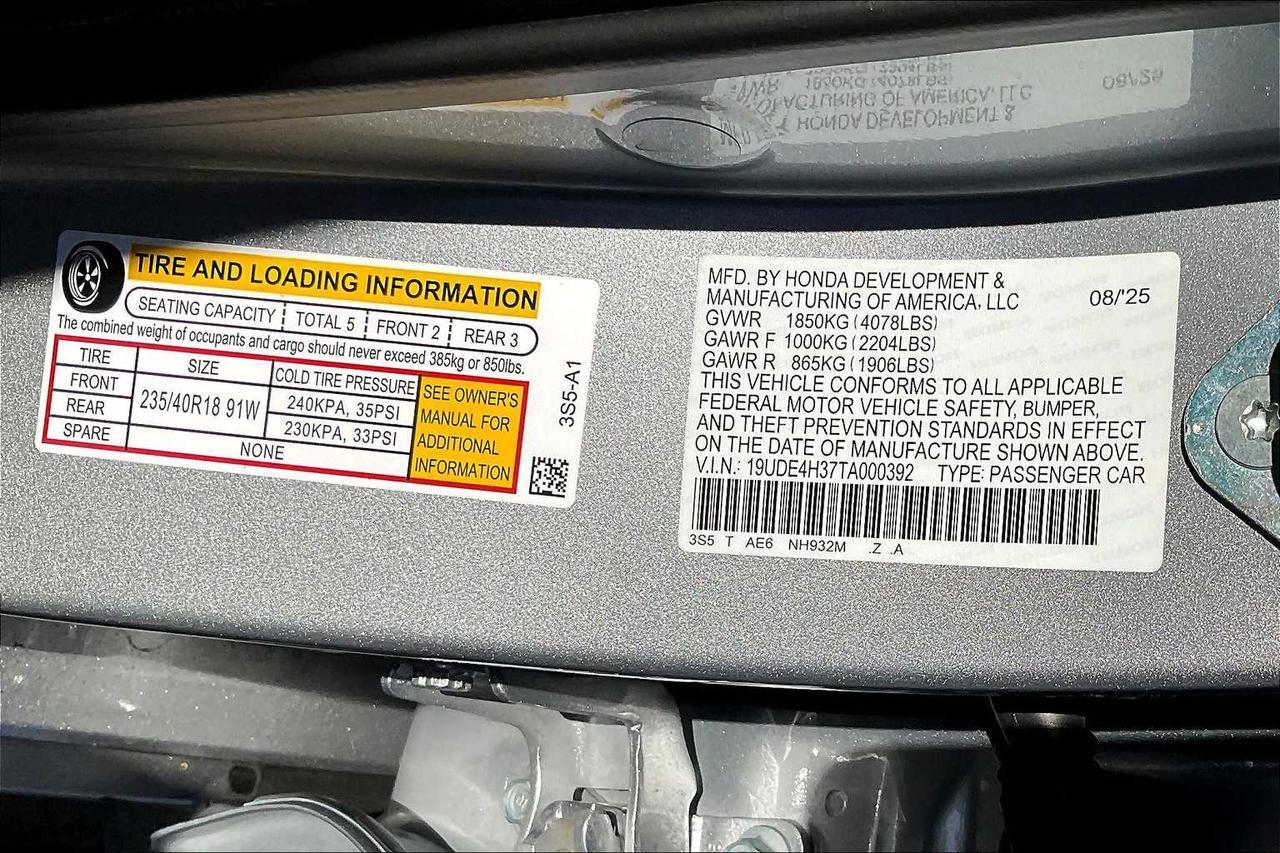 TIRE AND LOADING INFORMATION
SEATING CAPACITY TOTAL 5 FRONT 2 REAR 3
The combined weight of occupants and cargo should never exceed 385kg or 850lbs.
TIRE SIZE COLD TIRE PRESSURE
FRONT 235/40R18 91W 240KPA, 35PSI
REAR 230KPA, 33PSI
SPARE NONE
SEE OWNER'S
MANUAL FOR
ADDITIONAL
INFORMATION
3S5-A1
MFD. BY HONDA DEVELOPMENT &
MANUFACTURING OF AMERICA, LLC 08/'25
GVWR 1850KG (4078LBS)
GAWR F 1000KG (2204LBS)
GAWR R 865KG (1906LBS)
THIS VEHICLE CONFORMS TO ALL APPLICABLE
FEDERAL MOTOR VEHICLE SAFETY, BUMPER,
AND THEFT PREVENTION STANDARDS IN EFFECT
ON THE DATE OF MANUFACTURE SHOWN ABOVE.
V.I.N.: 19UDE4H37TA000392 TYPE: PASSENGER CAR
3S5 T AE6 NH932M .Z .A